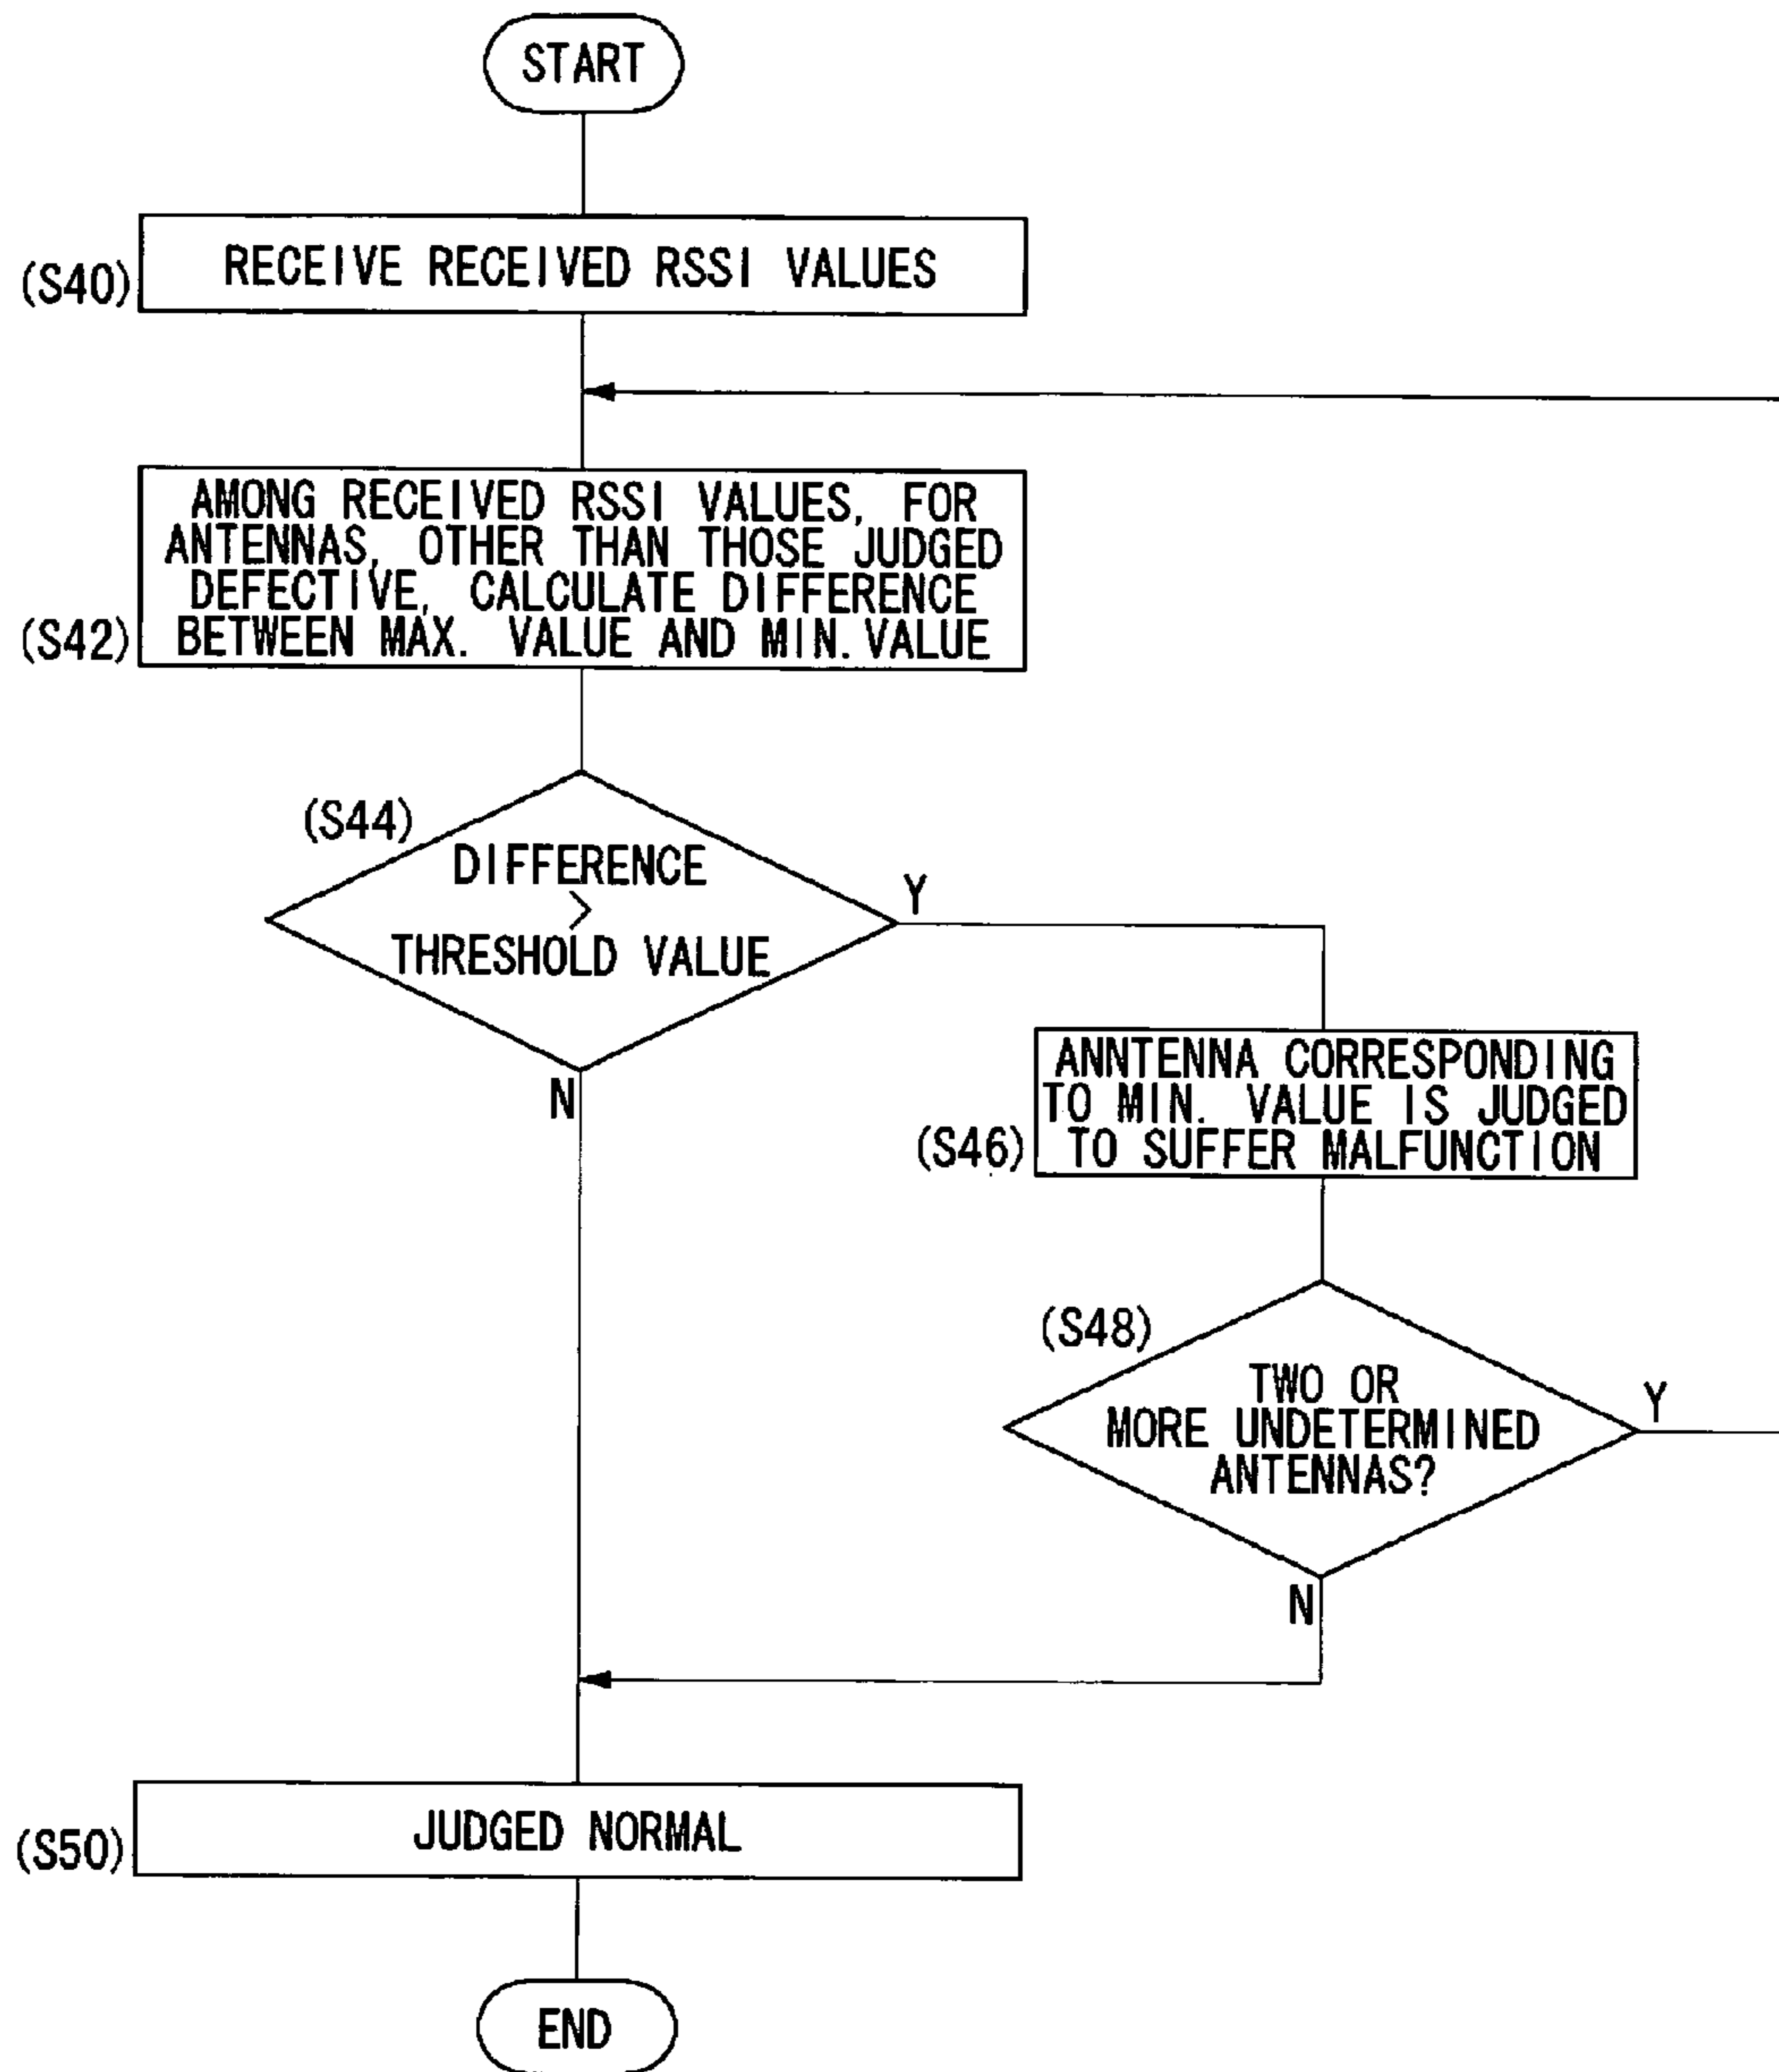 START
(S40)
RECEIVE RECEIVED RSSI VALUES
AMONG RECEIVED RSSI VALUES, FOR
ANTENNAS, OTHER THAN THOSE JUDGED
DEFECTIVE, CALCULATE DIFFERENCE
(S42)
BETWEEN MAX. VALUE AND MIN. VALUE
(S44)
DIFFERENCE
>
THRESHOLD VALUE
Y
N
ANNTENNA CORRESPONDING
TO MIN. VALUE IS JUDGED
(S46)
TO SUFFER MALFUNCTION
(S48)
TWO OR
MORE UNDETERMINED
ANTENNAS?
Y
N
(S50)
JUDGED NORMAL
END